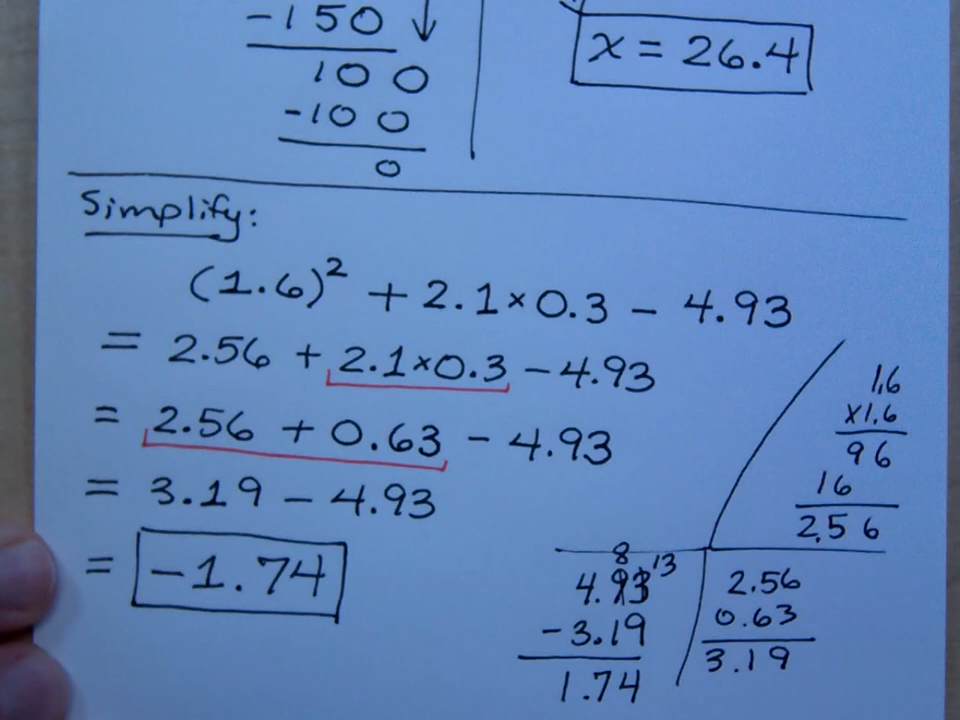 -150 ↓
100
-100
0
x = 26.4
Simplify:
(1.6)² + 2.1×0.3 - 4.93
= 2.56 + 2.1×0.3 - 4.93
= 2.56 + 0.63 - 4.93
= 3.19 - 4.93
= -1.74
1.6
×1.6
96
16
2.56
8 13
4.93
-3.19
1.74
2.56
0.63
3.19